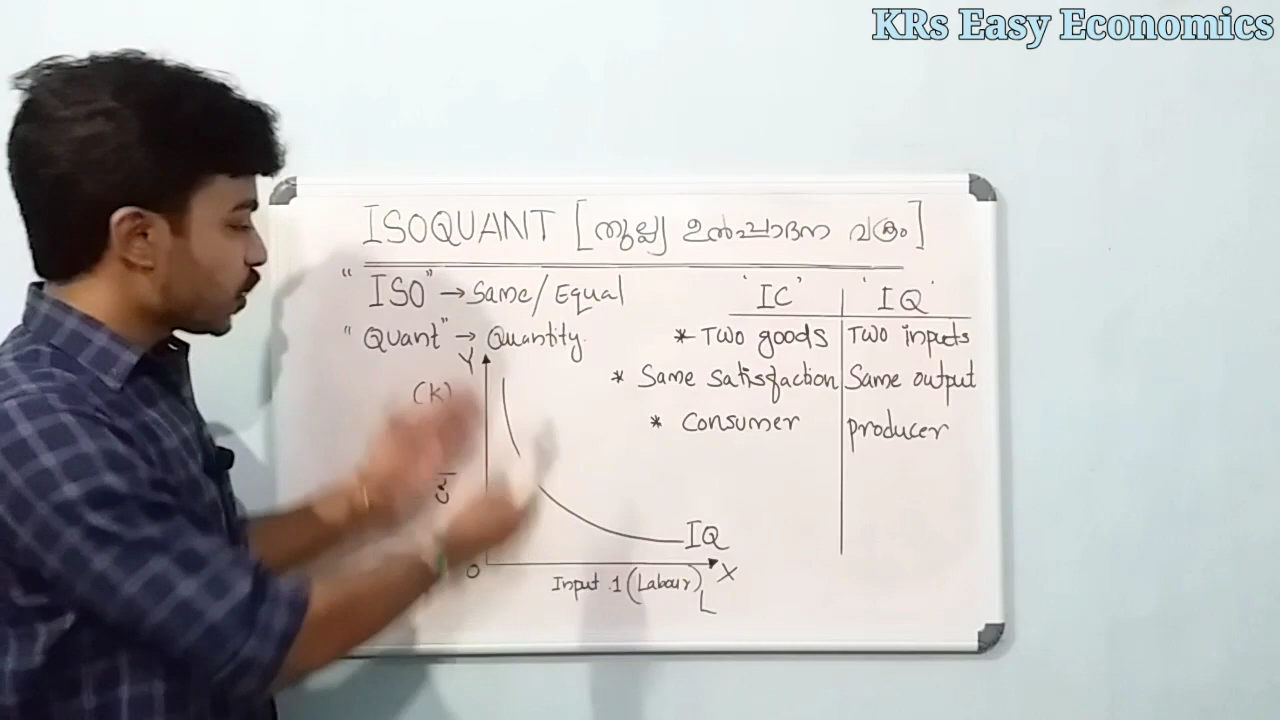 KRs Easy Economics
ISOQUANT [തുല്യ ഉൽപ്പാദന വക്രം]
"ISO" → Same/Equal
"Quant" → Quantity.
'IC' 'IQ'
* Two goods Two inputs
* Same satisfaction Same output
* Consumer producer
Y
(K)
IQ
O
X
Input .1 (Labour)
L